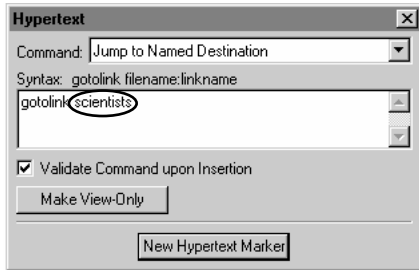 Hypertext
Command: Jump to Named Destination
Syntax: gotolink filename:linkname
gotolink scientists
Validate Command upon Insertion
Make View-Only
New Hypertext Marker